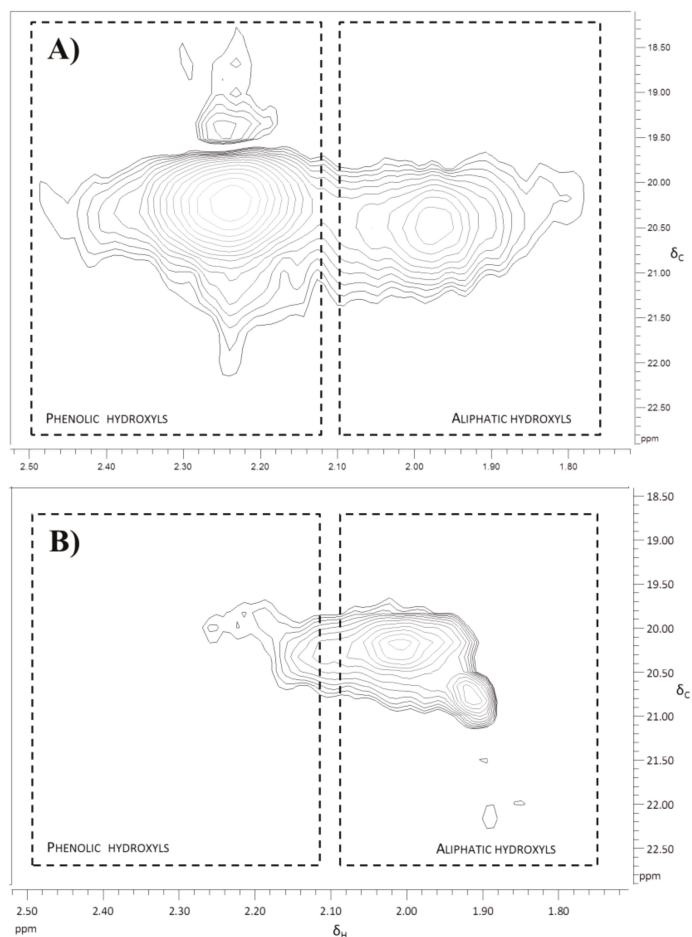 A)
18.50
19.00
19.50
20.00
20.50
δC
21.00
21.50
22.00
22.50
PHENOLIC HYDROXYLS
ALIPHATIC HYDROXYLS
ppm
2.50 2.40 2.30 2.20 2.10 2.00 1.90 1.80
B)
18.50
19.00
19.50
20.00
20.50
δC
21.00
21.50
22.00
22.50
PHENOLIC HYDROXYLS
ALIPHATIC HYDROXYLS
ppm
2.50 2.40 2.30 2.20 2.10 2.00 1.90 1.80
ppm
δH